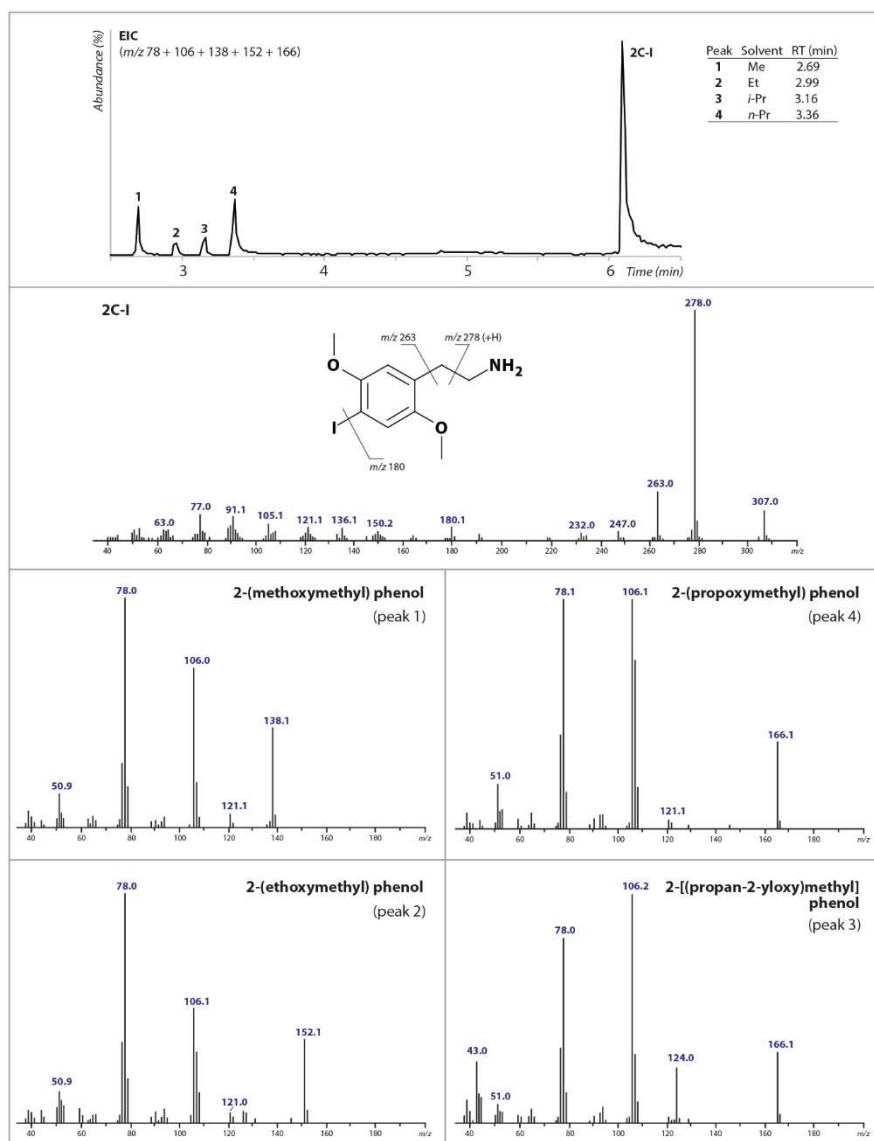 EIC
(m/z 78 + 106 + 138 + 152 + 166)
Abundance (%)
2C-I
Peak Solvent RT (min)
1 Me 2.69
2 Et 2.99
3 i-Pr 3.16
4 n-Pr 3.36
1
2
3
4
3 4 5 6 Time (min)
2C-I
278.0
m/z 263
m/z 278 (+H)
O
NH2
I
O
m/z 180
63.0
77.0
91.1
105.1
121.1
136.1
150.2
180.1
232.0
247.0
263.0
307.0
40 60 80 100 120 140 160 180 200 220 240 260 280 300 m/z
2-(methoxymethyl) phenol
(peak 1)
78.0
106.0
138.1
50.9
121.1
40 60 80 100 120 140 160 180 m/z
2-(propoxymethyl) phenol
(peak 4)
78.1
106.1
166.1
51.0
121.1
40 60 80 100 120 140 160 180 m/z
2-(ethoxymethyl) phenol
(peak 2)
78.0
106.1
152.1
50.9
121.0
40 60 80 100 120 140 160 180 m/z
2-[(propan-2-yloxy)methyl]
phenol
(peak 3)
106.2
78.0
43.0
124.0
166.1
51.0
40 60 80 100 120 140 160 180 m/z